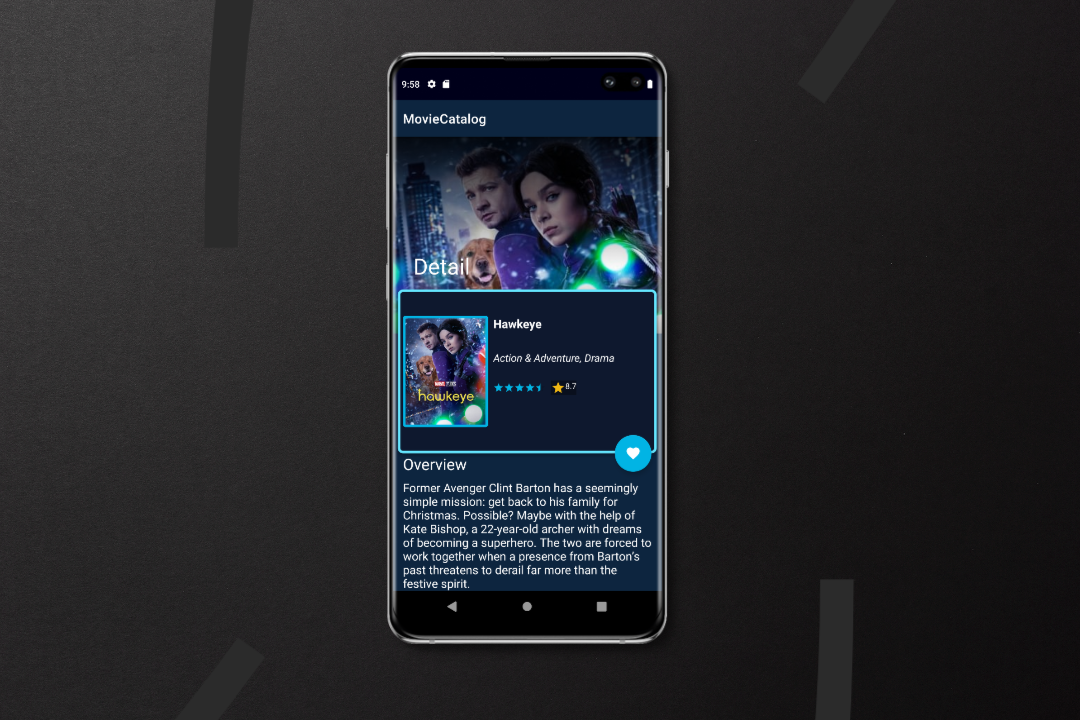 9:58
MovieCatalog
Detail
Hawkeye
Action & Adventure, Drama
8.7
MARVEL STUDIOS
hawkeye
Overview
Former Avenger Clint Barton has a seemingly
simple mission: get back to his family for
Christmas. Possible? Maybe with the help of
Kate Bishop, a 22-year-old archer with dreams
of becoming a superhero. The two are forced to
work together when a presence from Barton's
past threatens to derail far more than the
festive spirit.